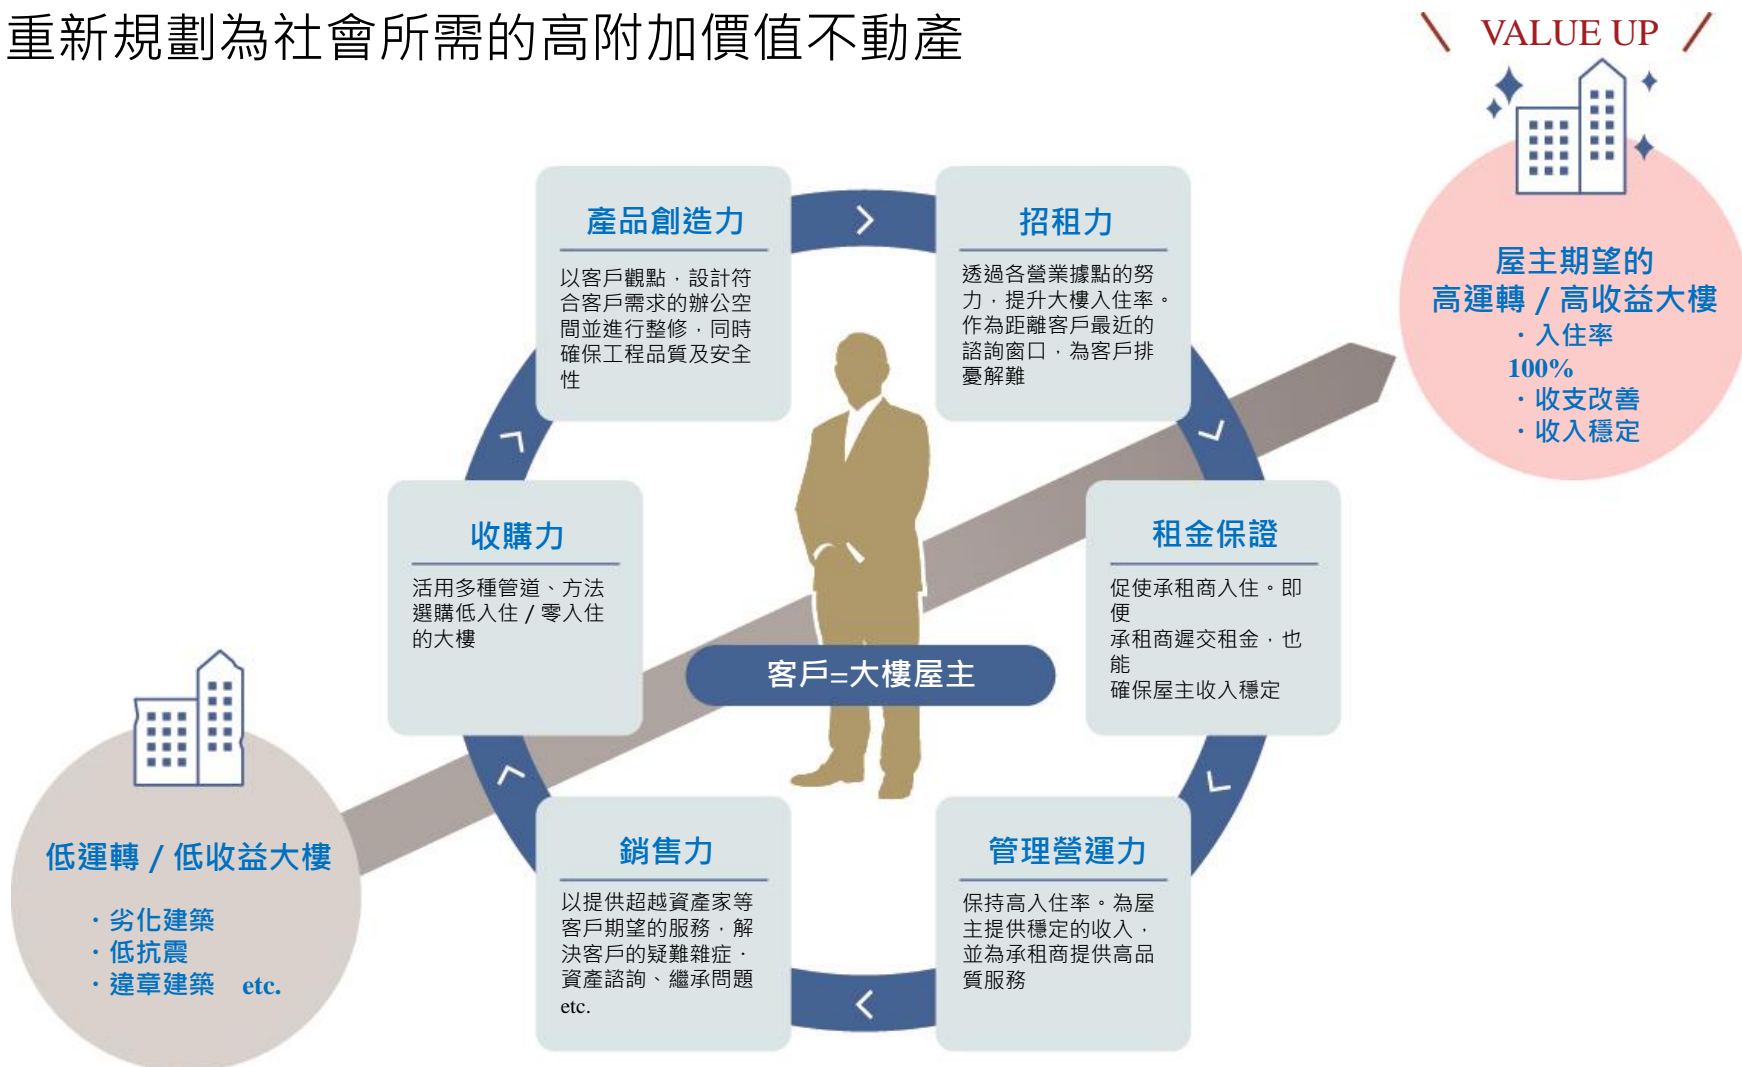 重新規劃為社會所需的高附加價值不動產
VALUE UP
產品創造力
以客戶觀點，設計符
合客戶需求的辦公空
間並進行整修，同時
確保工程品質及安全
性
招租力
透過各營業據點的努
力，提升大樓入住率。
作為距離客戶最近的
諮詢窗口，為客戶排
憂解難
屋主期望的
高運轉 / 高收益大樓
・入住率
100%
・收支改善
・收入穩定
收購力
活用多種管道、方法
選購低入住 / 零入住
的大樓
租金保證
促使承租商入住。即
便
承租商遲交租金，也
能
確保屋主收入穩定
客戶=大樓屋主
低運轉 / 低收益大樓
・劣化建築
・低抗震
・違章建築 etc.
銷售力
以提供超越資產家等
客戶期望的服務，解
決客戶的疑難雜症・
資產諮詢、繼承問題
etc.
管理營運力
保持高入住率。為屋
主提供穩定的收入，
並為承租商提供高品
質服務